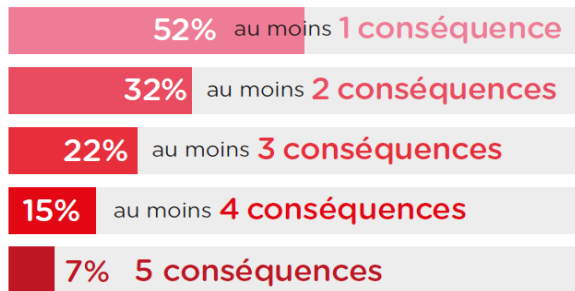 52% au moins 1 conséquence
32% au moins 2 conséquences
22% au moins 3 conséquences
15% au moins 4 conséquences
7% 5 conséquences